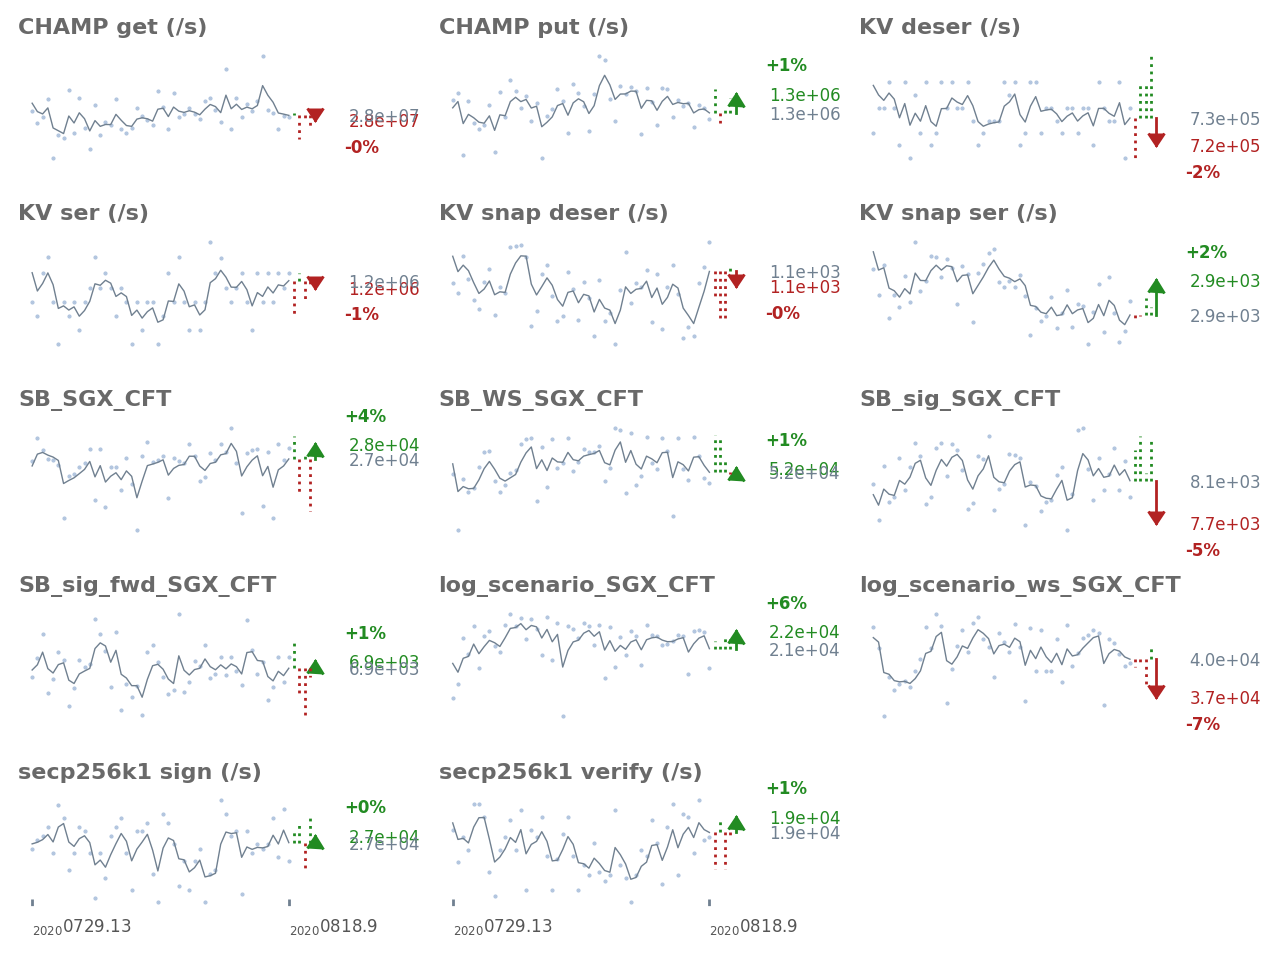 CHAMP get (/s)
2.8e+07
2.8e+07
-0%
CHAMP put (/s)
+1%
1.3e+06
1.3e+06
KV deser (/s)
7.3e+05
7.2e+05
-2%
KV ser (/s)
1.2e+06
1.2e+06
-1%
KV snap deser (/s)
1.1e+03
1.1e+03
-0%
KV snap ser (/s)
+2%
2.9e+03
2.9e+03
SB_SGX_CFT
+4%
2.8e+04
2.7e+04
SB_WS_SGX_CFT
+1%
5.2e+04
5.2e+04
SB_sig_SGX_CFT
8.1e+03
7.7e+03
-5%
SB_sig_fwd_SGX_CFT
+1%
6.9e+03
6.9e+03
log_scenario_SGX_CFT
+6%
2.2e+04
2.1e+04
log_scenario_ws_SGX_CFT
4.0e+04
3.7e+04
-7%
secp256k1 sign (/s)
+0%
2.7e+04
2.7e+04
secp256k1 verify (/s)
+1%
1.9e+04
1.9e+04
20200729.13
20200818.9
20200729.13
20200818.9